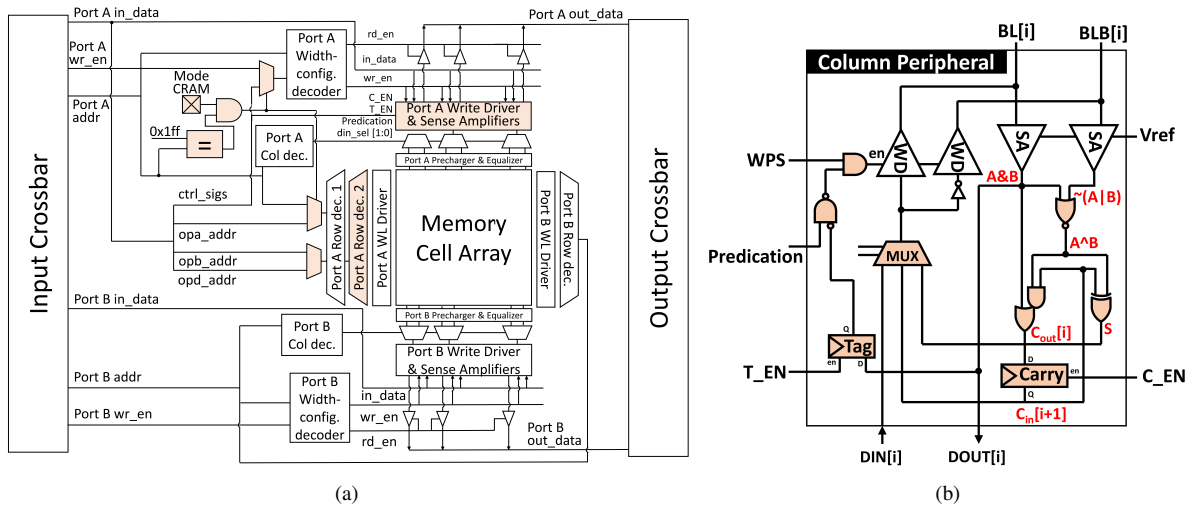 Input Crossbar
Port A in_data
Port A
wr_en
Port A
addr
Mode
CRAM
0x1ff
=
Port A
Width-
config.
decoder
rd_en
in_data
wr_en
C_EN
T_EN
Predication
din_sel [1:0]
Port A out_data
Port A Write Driver
& Sense Amplifiers
Port A
Col dec.
Port A Precharger & Equalizer
ctrl_sigs
opa_addr
opb_addr
opd_addr
Port A Row dec. 1
Port A Row dec. 2
Port A WL Driver
Memory
Cell Array
Port B WL Driver
Port B Row dec.
Output Crossbar
Port B in_data
Port B Precharger & Equalizer
Port B
Col dec.
Port B Write Driver
& Sense Amplifiers
Port B addr
Port B
Width-
config.
decoder
in_data
wr_en
rd_en
Port B wr_en
Port B
out_data
(a)
BL[i]
BLB[i]
Column Peripheral
WPS
en
WD
WD
SA
SA
Vref
A&B
~(A|B)
A^B
Predication
MUX
Cout[i]
S
Q
Tag
en
D
T_EN
D
Carry
en
Q
C_EN
Cin[i+1]
DIN[i]
DOUT[i]
(b)